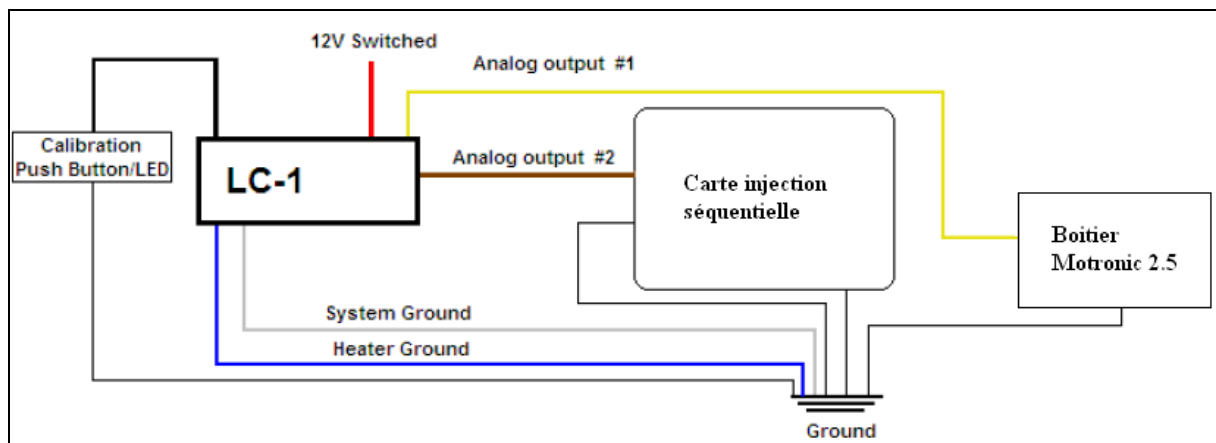 12V Switched
Analog output #1
Calibration
Push Button/LED
LC-1
Analog output #2
Carte injection
séquentielle
Boitier
Motronic 2.5
System Ground
Heater Ground
Ground